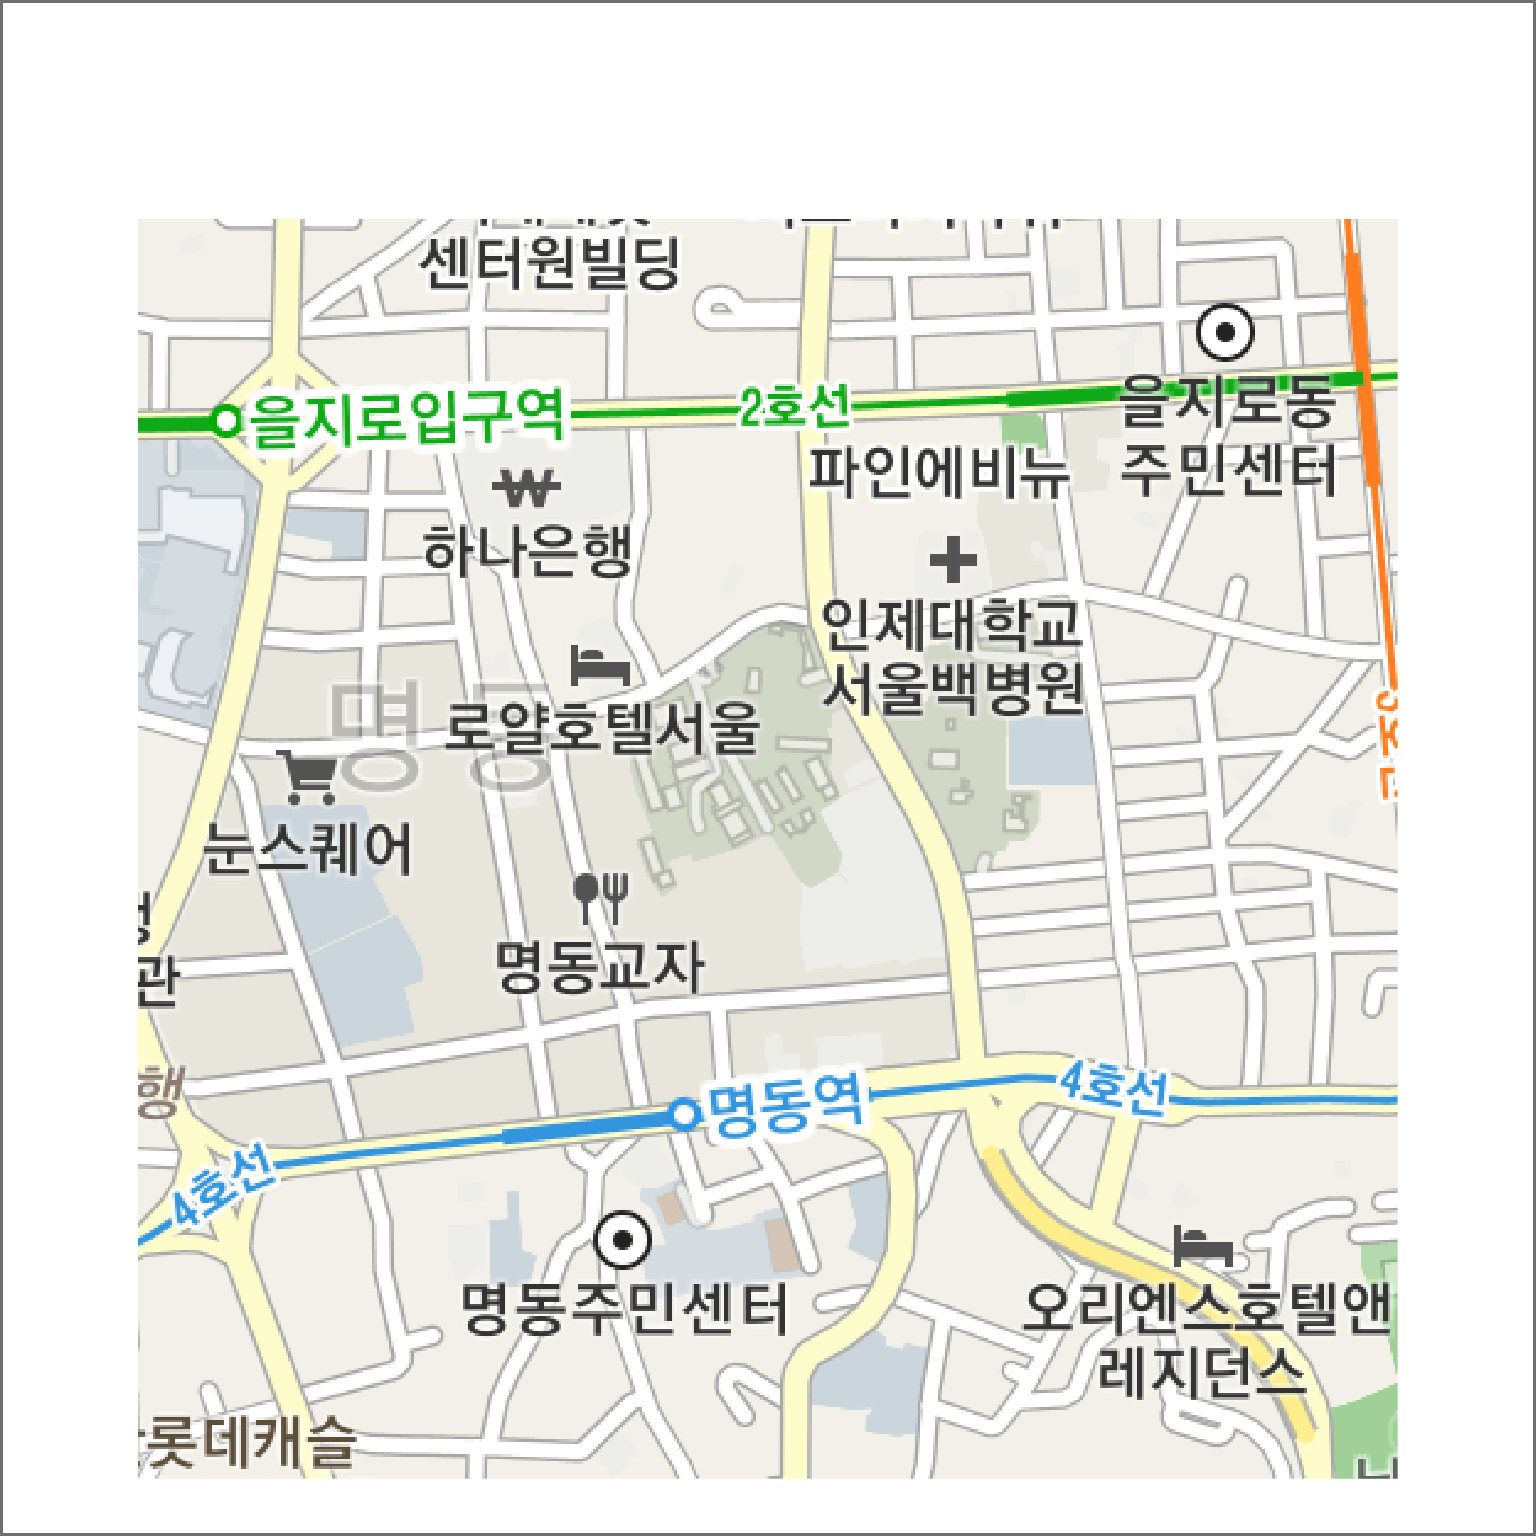 센터원빌딩
을지로입구역
2호선
을지로동
주민센터
파인에비뉴
하나은행
인제대학교
서울백병원
명동
로얄호텔서울
눈스퀘어
명동교자
관
행
명동역
4호선
4호선
명동주민센터
오리엔스호텔앤
레지던스
롯데캐슬